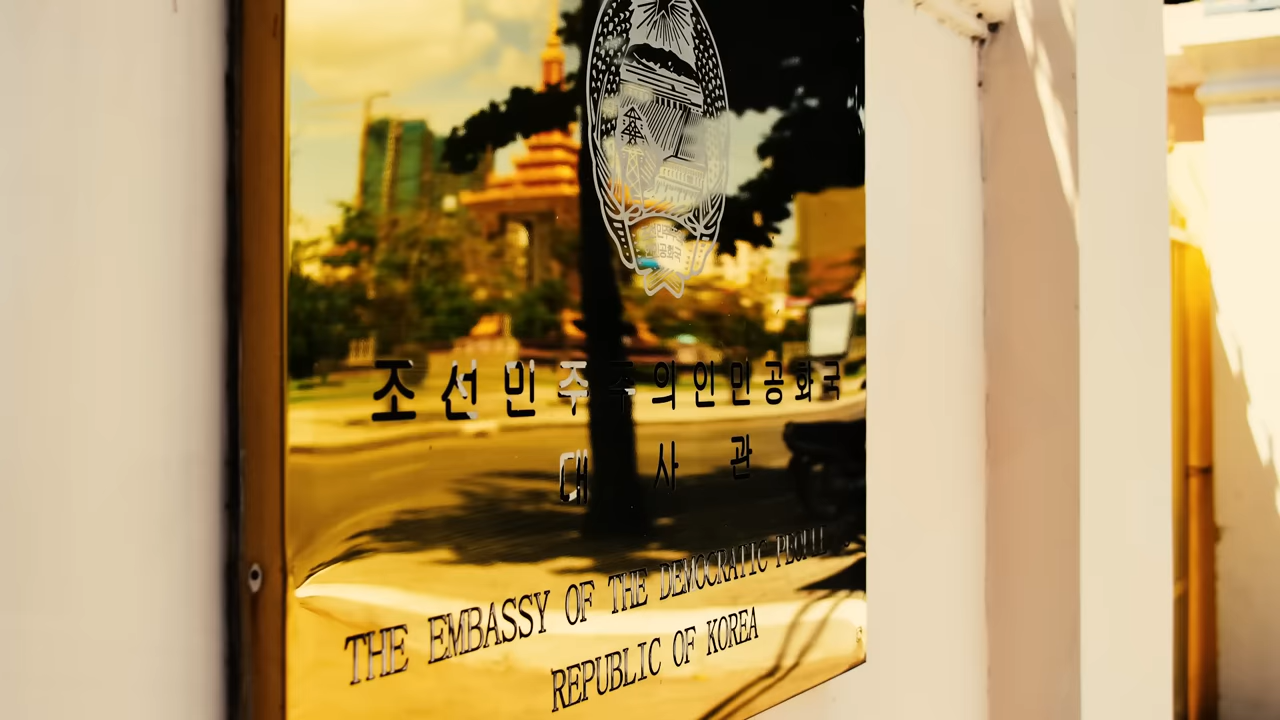 조선민주주의인민공화국
대사관
THE EMBASSY OF THE DEMOCRATIC PEOPLE'S
REPUBLIC OF KOREA